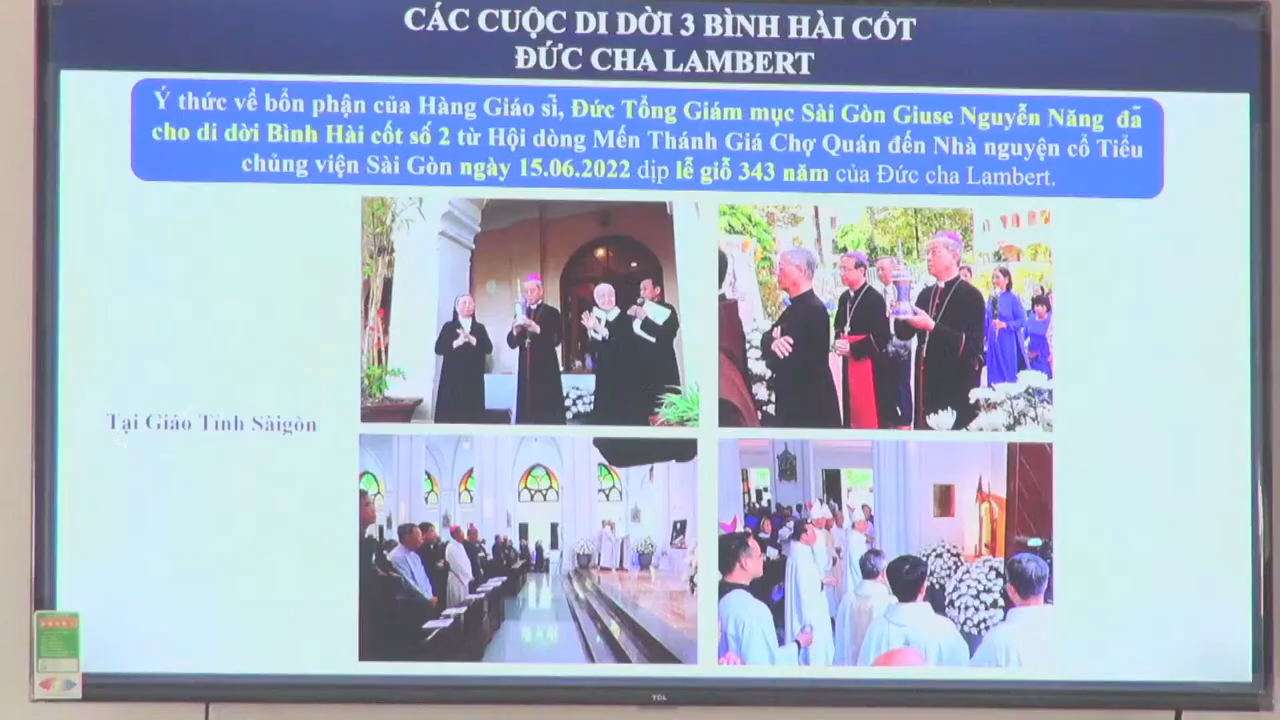 CÁC CUỘC DI DỜI 3 BÌNH HÀI CỐT
ĐỨC CHA LAMBERT
Ý thức về bổn phận của Hàng Giáo sĩ, Đức Tổng Giám mục Sài Gòn Giuse Nguyễn Năng đã
cho di dời Bình Hài cốt số 2 từ Hội dòng Mến Thánh Giá Chợ Quán đến Nhà nguyện cổ Tiểu
chủng viện Sài Gòn ngày 15.06.2022 dịp lễ giỗ 343 năm của Đức cha Lambert.
Tại Giáo Tỉnh Sàigòn
TCL